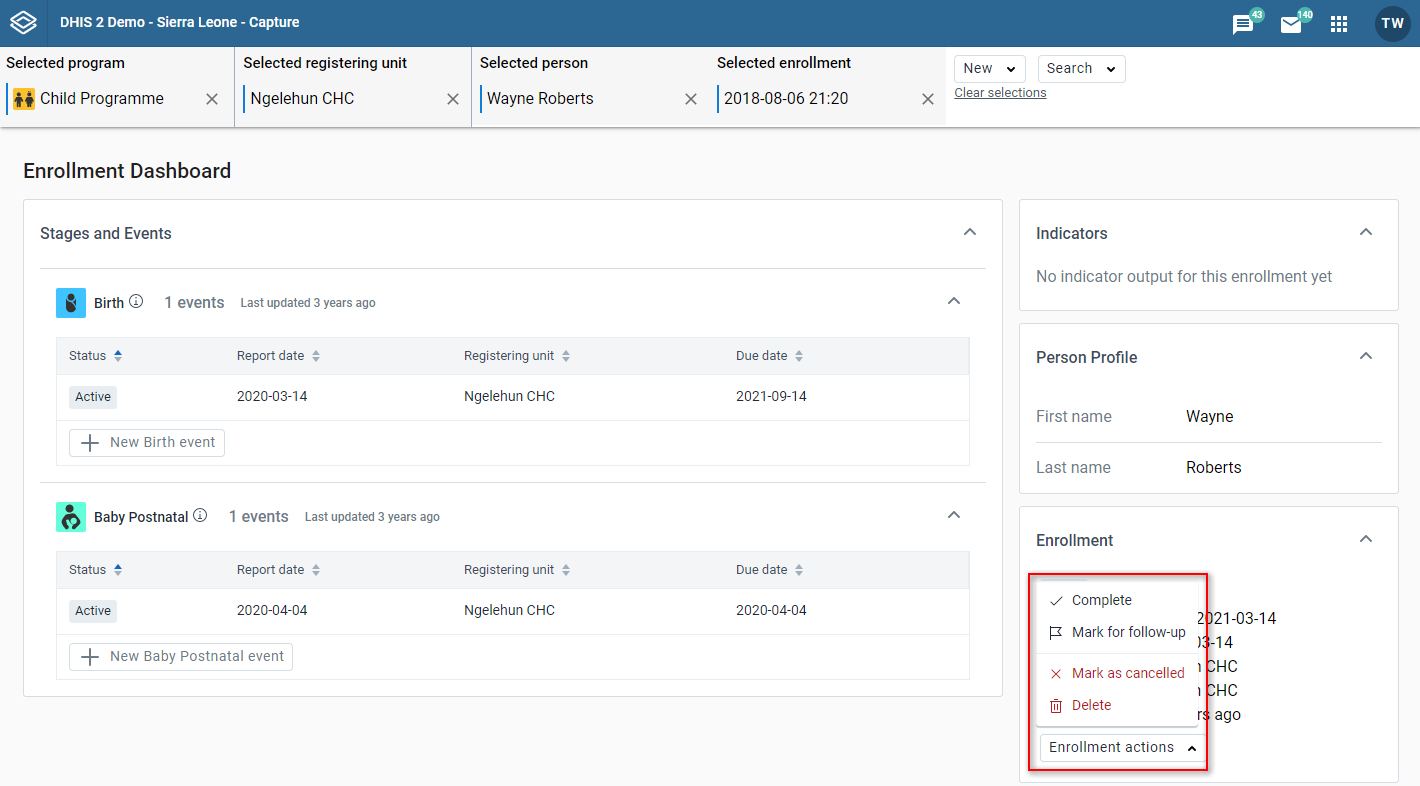 DHIS 2 Demo - Sierra Leone - Capture
43
140
TW
Selected program
Child Programme
Selected registering unit
Ngelehun CHC
Selected person
Wayne Roberts
Selected enrollment
2018-08-06 21:20
New
Search
Clear selections
Enrollment Dashboard
Stages and Events
Birth 1 events Last updated 3 years ago
Status Report date Registering unit Due date
Active 2020-03-14 Ngelehun CHC 2021-09-14
New Birth event
Baby Postnatal 1 events Last updated 3 years ago
Status Report date Registering unit Due date
Active 2020-04-04 Ngelehun CHC 2020-04-04
New Baby Postnatal event
Indicators
No indicator output for this enrollment yet
Person Profile
First name Wayne
Last name Roberts
Enrollment
Complete
2021-03-14
Mark for follow-up
03-14
CHC
Mark as cancelled
CHC
Delete
rs ago
Enrollment actions